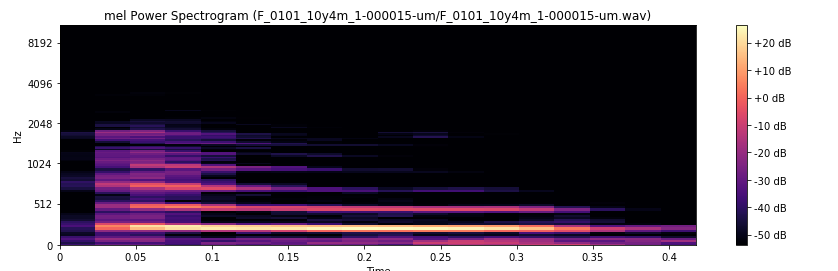 mel Power Spectrogram (F_0101_10y4m_1-000015-um/F_0101_10y4m_1-000015-um.wav)
8192
4096
2048
1024
512
0
Hz
0
0.05
0.1
0.15
0.2
0.25
0.3
0.35
0.4
Time
+20 dB
+10 dB
+0 dB
-10 dB
-20 dB
-30 dB
-40 dB
-50 dB